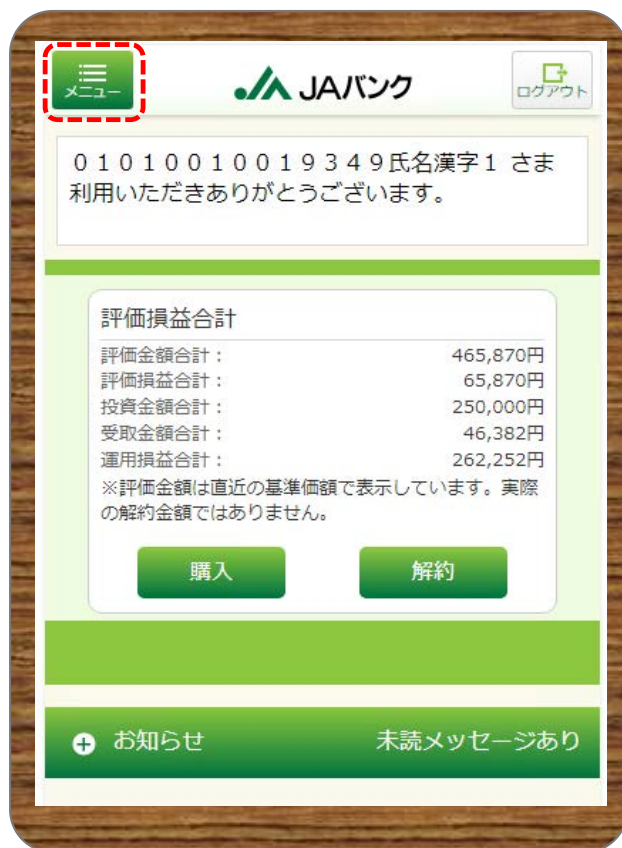 メニュー
JAバンク
ログアウト
01010010019349氏名漢字1 さま
利用いただきありがとうございます。
評価損益合計
評価金額合計： 465,870円
評価損益合計： 65,870円
投資金額合計： 250,000円
受取金額合計： 46,382円
運用損益合計： 262,252円
※評価金額は直近の基準価額で表示しています。実際
の解約金額ではありません。
購入
解約
お知らせ 未読メッセージあり